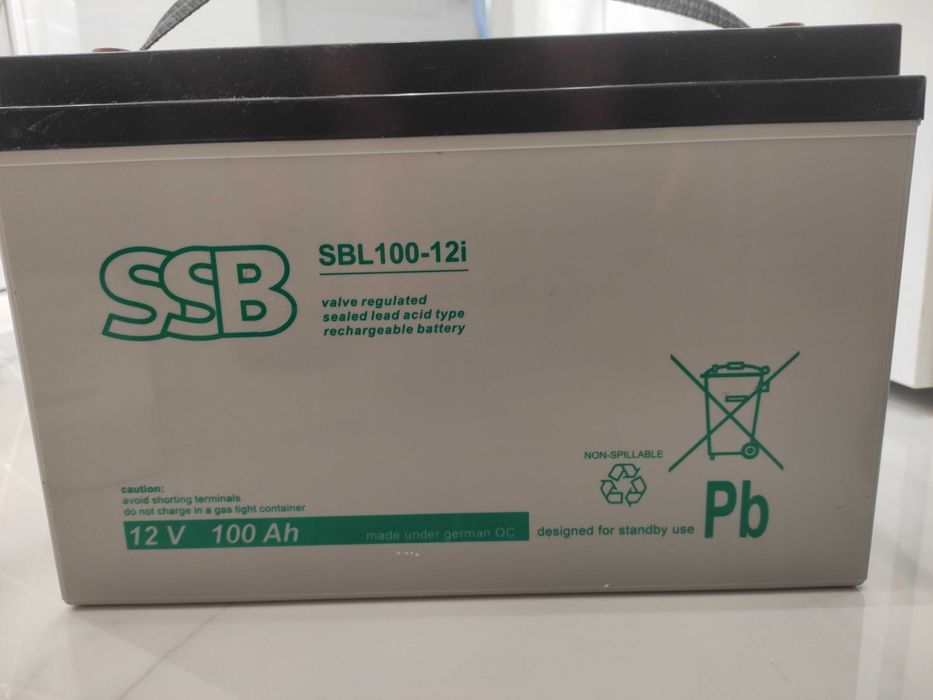 SSB
SBL100-12i
valve regulated
sealed lead acid type
rechargeable battery
NON-SPILLABLE
caution:
avoid shorting terminals
do not charge in a gas tight container
12 V 100 Ah made under german QC
designed for standby use
Pb